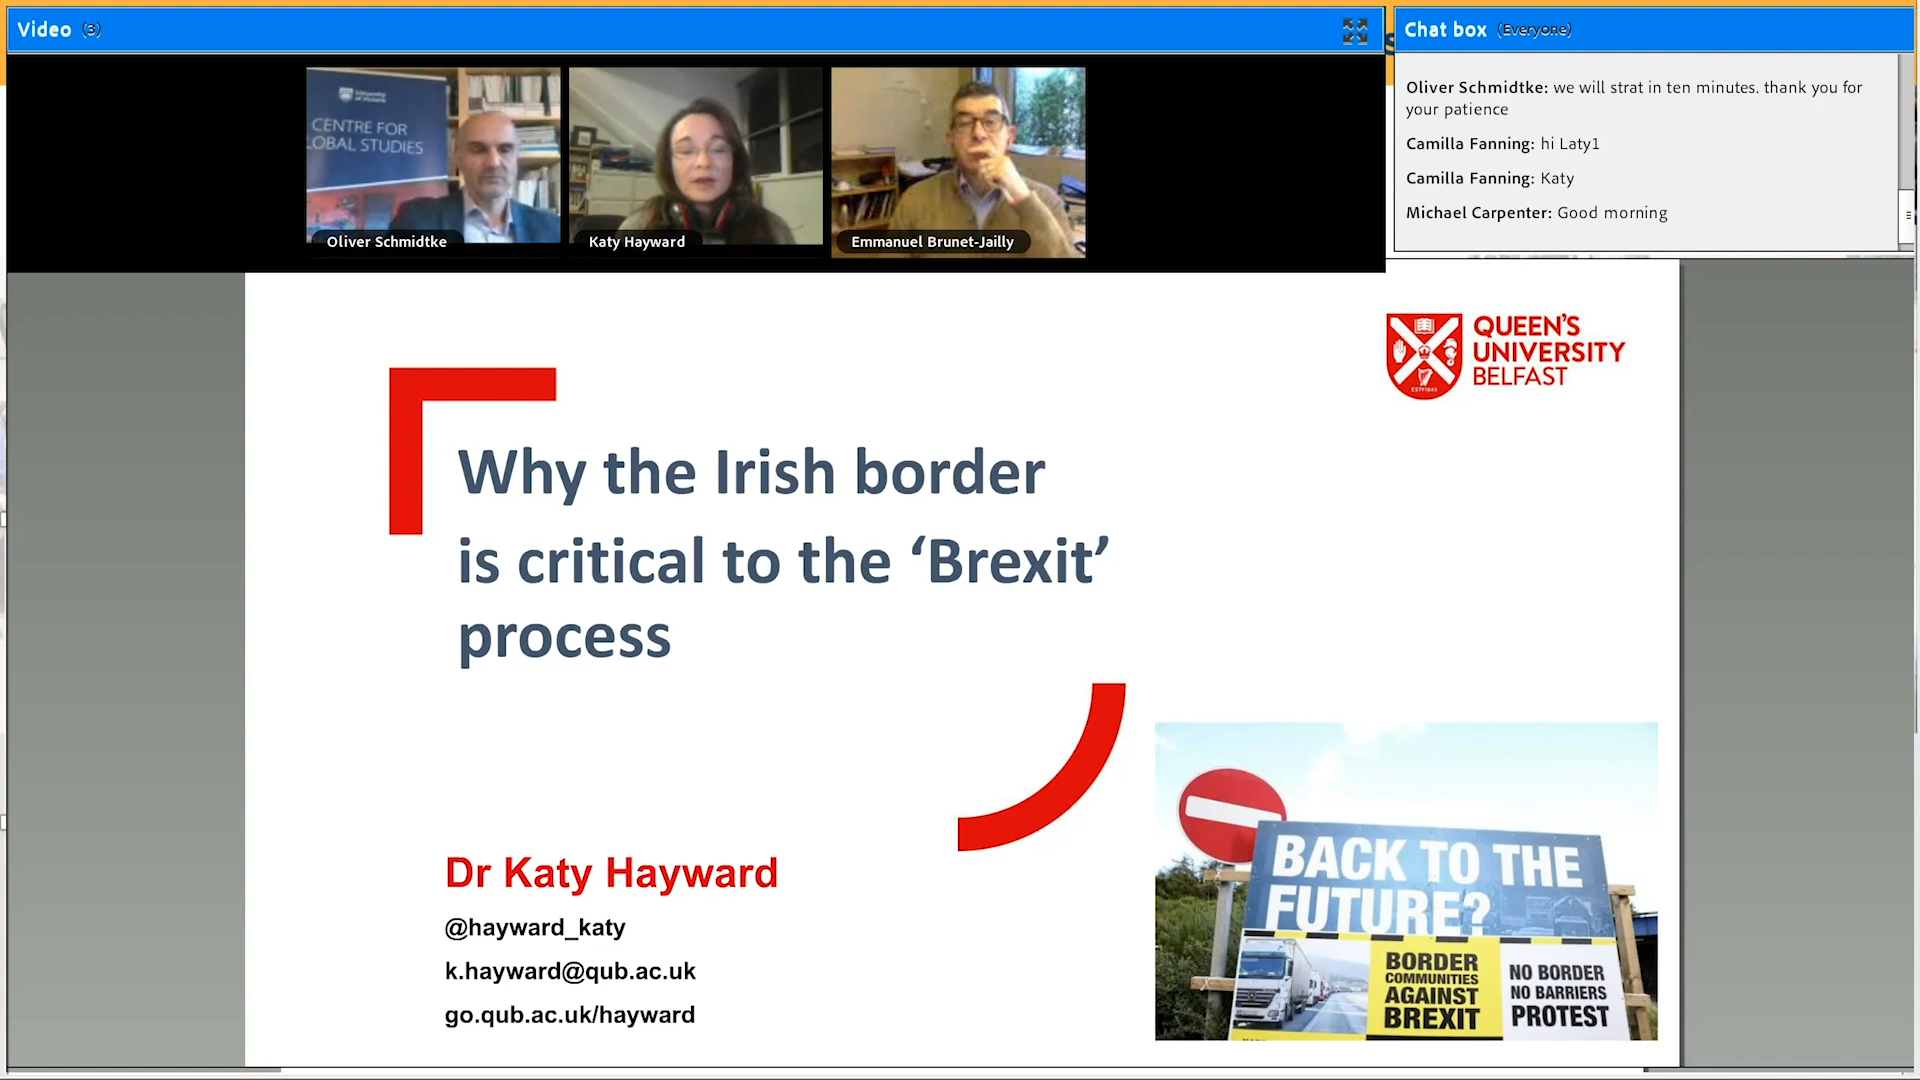 Video (3)
Chat box (Everyone)
Oliver Schmidtke: we will strat in ten minutes. thank you for
your patience
Camilla Fanning: hi Laty1
Camilla Fanning: Katy
Michael Carpenter: Good morning
CENTRE FOR
LOBAL STUDIES
Oliver Schmidtke
Katy Hayward
Emmanuel Brunet-Jailly
QUEEN'S
UNIVERSITY
BELFAST
Why the Irish border
is critical to the ‘Brexit’
process
Dr Katy Hayward
@hayward_katy
k.hayward@qub.ac.uk
go.qub.ac.uk/hayward
BACK TO THE
FUTURE?
BORDER
COMMUNITIES
AGAINST
BREXIT
NO BORDER
NO BARRIERS
PROTEST